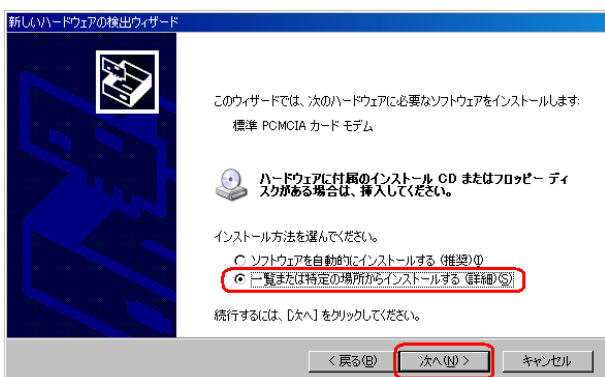 新しいハードウェアの検出ウィザード
このウィザードでは、次のハードウェアに必要なソフトウェアをインストールします:
標準 PCMCIA カード モデム
ハードウェアに付属のインストール CD またはフロッピー ディ
スクがある場合は、挿入してください。
インストール方法を選んでください。
ソフトウェアを自動的にインストールする (推奨)(I)
一覧または特定の場所からインストールする (詳細)(S)
続行するには、[次へ] をクリックしてください。
< 戻る(B)
次へ(N) >
キャンセル